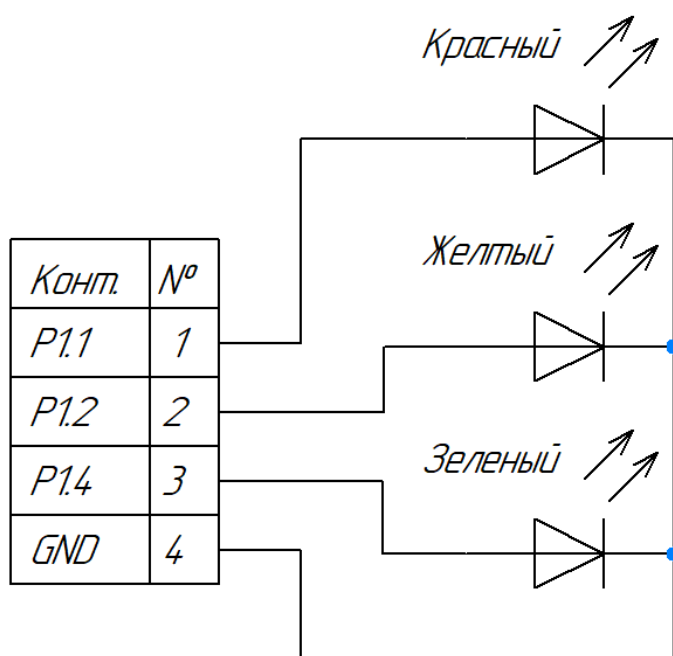 Красный
Желтый
Конт. №
P1.1 1
P1.2 2
Зеленый
P1.4 3
GND 4